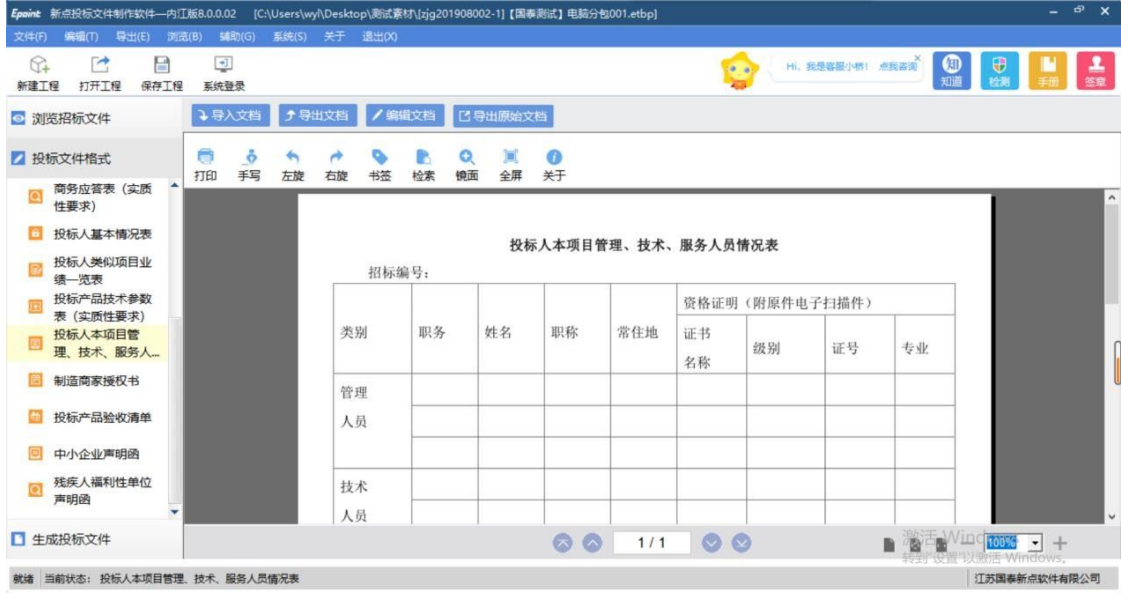 Epoint 新点投标文件制作软件—内江版8.0.0.02 [C:\Users\wyl\Desktop\测试素材\[zjg201908002-1]【国泰测试】电脑分包001.etbp]
文件(F) 编辑(T) 导出(E) 浏览(B) 辅助(G) 系统(S) 关于 退出(X)
新建工程 打开工程 保存工程 系统登录
Hi，我是客服小桥！点我咨询
知 知道 检测 手册 签章
浏览招标文件
导入文档 导出文档 编辑文档 导出原始文档
投标文件格式
打印 手写 左旋 右旋 书签 检索 镜面 全屏 关于
商务应答表（实质
性要求）
投标人基本情况表
投标人类似项目业
绩一览表
投标产品技术参数
表（实质性要求）
投标人本项目管
理、技术、服务人...
制造商家授权书
投标产品验收清单
中小企业声明函
残疾人福利性单位
声明函
生成投标文件
投标人本项目管理、技术、服务人员情况表
招标编号：
资格证明（附原件电子扫描件）
类别 职务 姓名 职称 常住地 证书
名称 级别 证号 专业
管理
人员
技术
人员
1 / 1
100%
激活 Windows
转到"设置"以激活 Windows。
就绪 当前状态： 投标人本项目管理、技术、服务人员情况表
江苏国泰新点软件有限公司